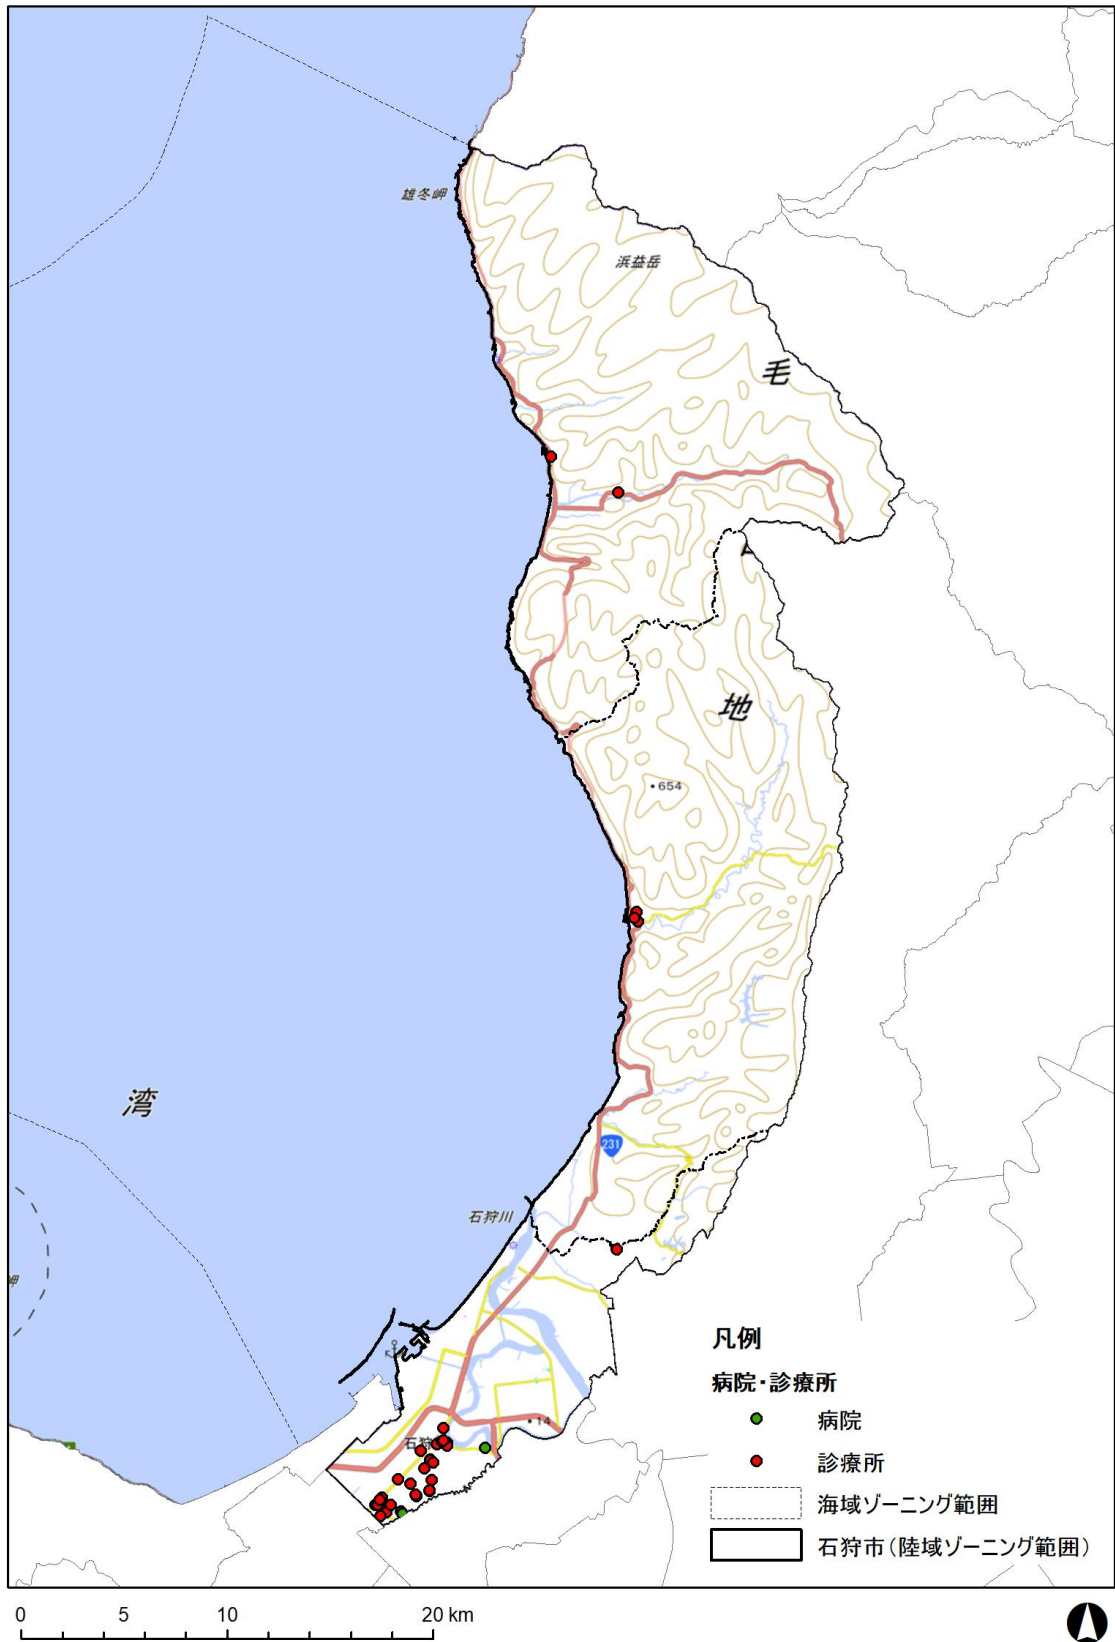 雄冬岬
浜益岳
毛
地
・654
湾
231
石狩川
岬
・14
石狩
凡例
病院・診療所
病院
診療所
海域ゾーニング範囲
石狩市(陸域ゾーニング範囲)
0 5 10 20 km